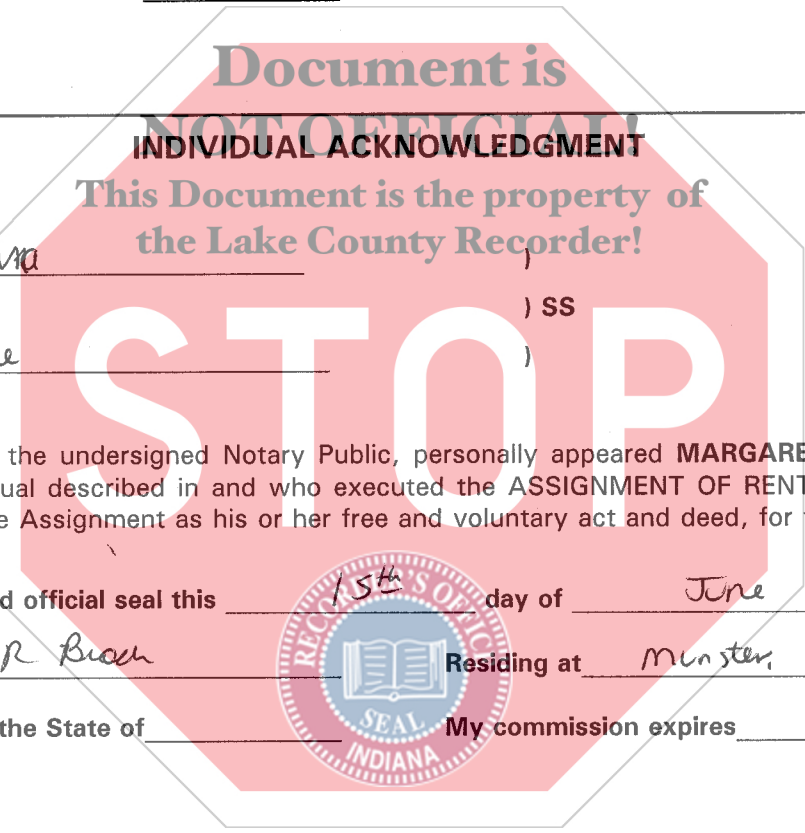 Document is
NOT OFFICIAL!
INDIVIDUAL ACKNOWLEDGMENT
This Document is the property of
the Lake County Recorder!
)
) SS
)
STOP
the undersigned Notary Public, personally appeared MARGARE
ual described in and who executed the ASSIGNMENT OF RENT
e Assignment as his or her free and voluntary act and deed, for
d official seal this 15th day of June
R Residing at Munster,
the State of My commission expires
RECORDER'S OFFICE
SEAL
INDIANA